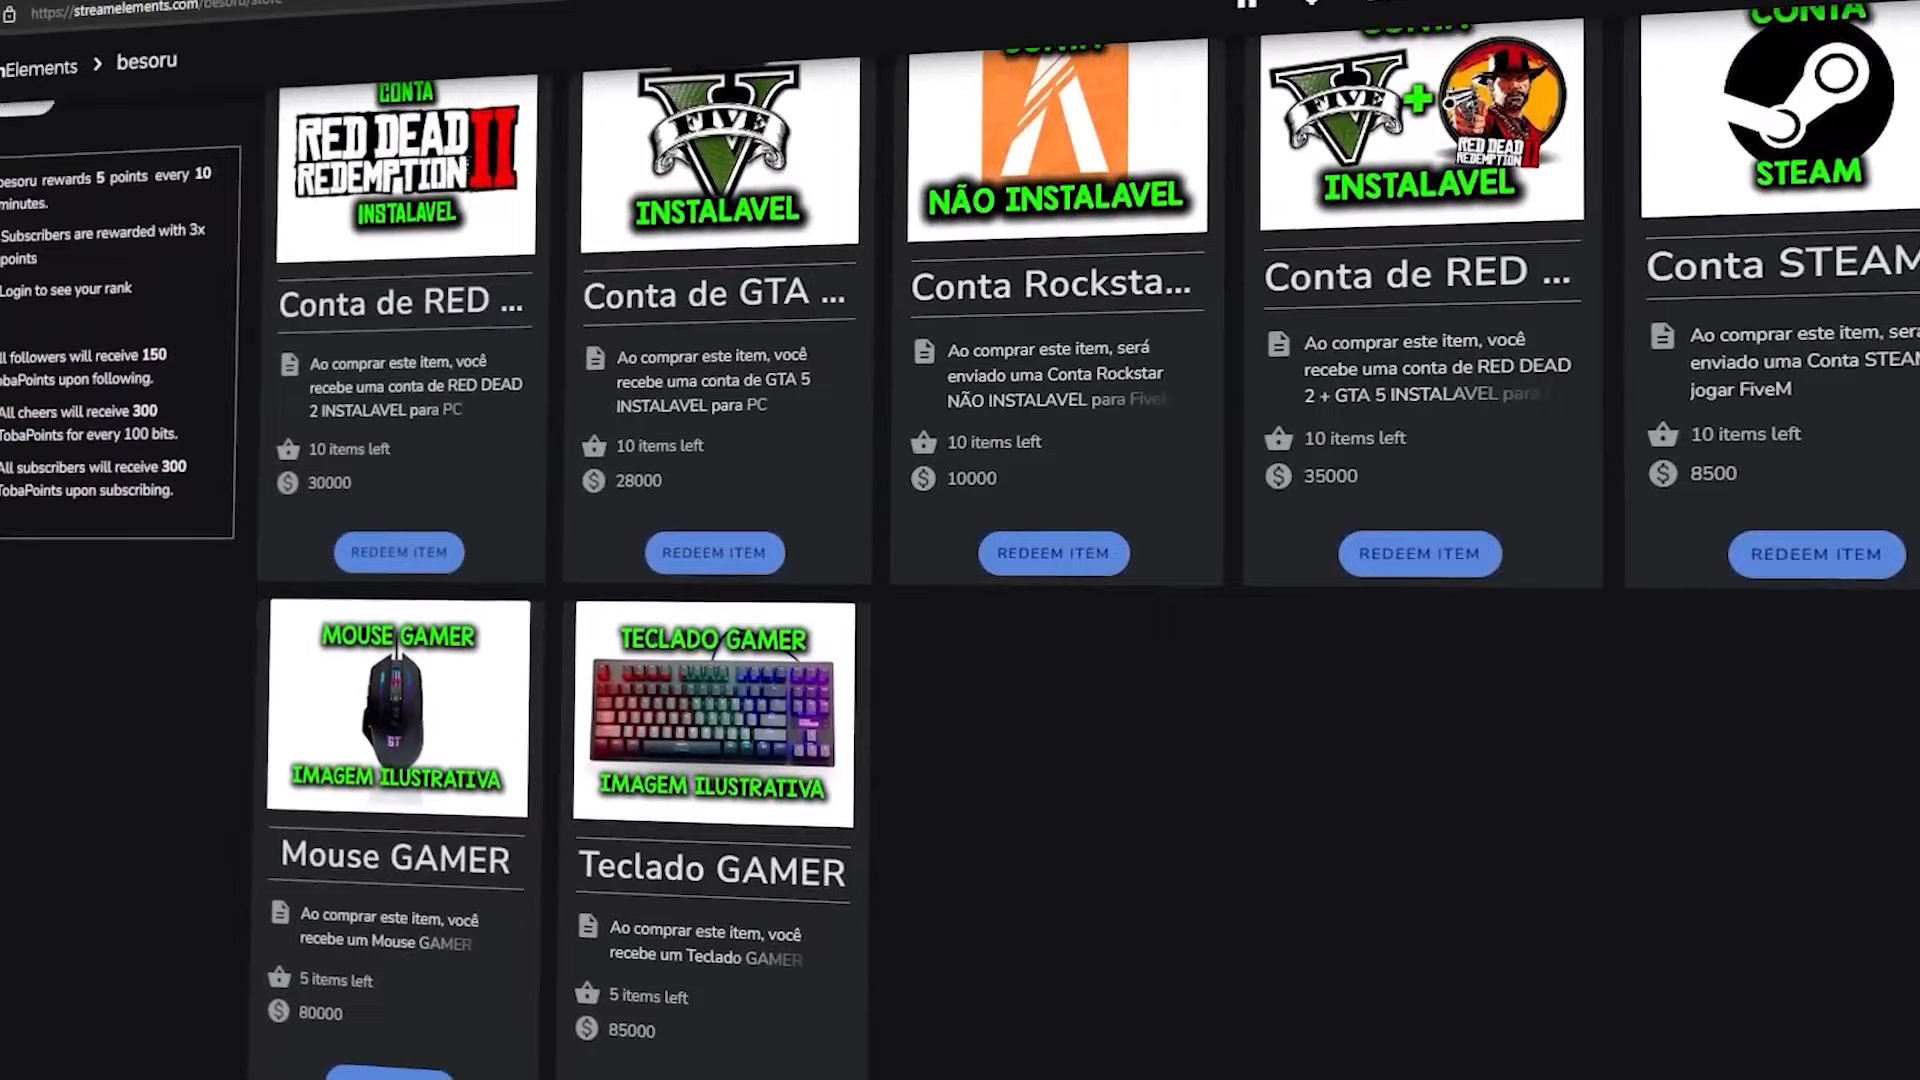 https://streamelements.com/besoru/store
Elements > besoru
besoru rewards 5 points every 10
minutes.
Subscribers are rewarded with 3x
points
Login to see your rank
followers will receive 150
upon following.
All cheers will receive 300
TobaPoints for every 100 bits.
All subscribers will receive 300
TobaPoints upon subscribing.
CONTA
RED DEAD
REDEMPTION II
INSTALAVEL
Conta de RED ...
Ao comprar este item, você
recebe uma conta de RED DEAD
2 INSTALAVEL para PC
10 items left
30000
REDEEM ITEM
V
FIVE
INSTALAVEL
Conta de GTA ...
Ao comprar este item, você
recebe uma conta de GTA 5
INSTALAVEL para PC
10 items left
28000
REDEEM ITEM
CONTA
NÃO INSTALAVEL
Conta Rocksta...
Ao comprar este item, será
enviado uma Conta Rockstar
NÃO INSTALAVEL para FiveM
10 items left
10000
REDEEM ITEM
CONTA
V
FIVE +
RED DEAD
REDEMPTION II
INSTALAVEL
Conta de RED ...
Ao comprar este item, você
recebe uma conta de RED DEAD
2 + GTA 5 INSTALAVEL para
10 items left
35000
REDEEM ITEM
CONTA
STEAM
Conta STEAM
Ao comprar este item, será
enviado uma Conta STEAM
jogar FiveM
10 items left
8500
REDEEM ITEM
MOUSE GAMER
GT
IMAGEM ILUSTRATIVA
Mouse GAMER
Ao comprar este item, você
recebe um Mouse GAMER
5 items left
80000
TECLADO GAMER
IMAGEM ILUSTRATIVA
Teclado GAMER
Ao comprar este item, você
recebe um Teclado GAMER
5 items left
85000